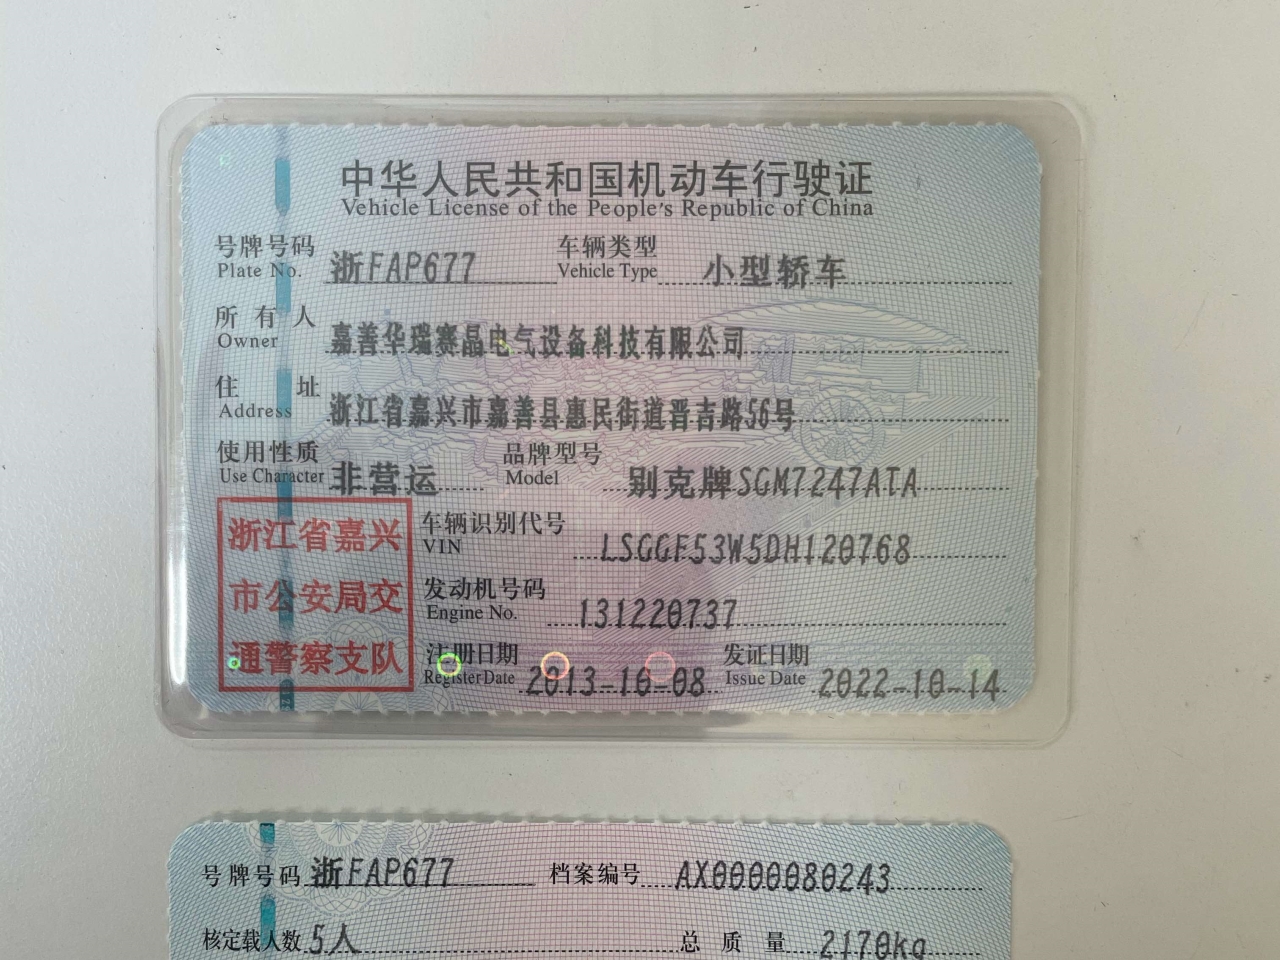 中华人民共和国机动车行驶证
Vehicle License of the People's Republic of China
号牌号码 浙FAP677 车辆类型 小型轿车
Plate No. Vehicle Type
所有人 嘉善华瑞赛晶电气设备科技有限公司
Owner
住址 浙江省嘉兴市嘉善县惠民街道晋吉路56号
Address
使用性质 非营运 品牌型号 别克牌SGM7247ATA
Use Character Model
浙江省嘉兴
市公安局交
通警察支队
车辆识别代号 LSGGF53W5DH120768
VIN
发动机号码 131220737
Engine No.
注册日期 2013-10-08 发证日期 2022-10-14
Register Date Issue Date
号牌号码 浙FAP677 档案编号 AX0000080243
核定载人数 5人 总质量 2170kg